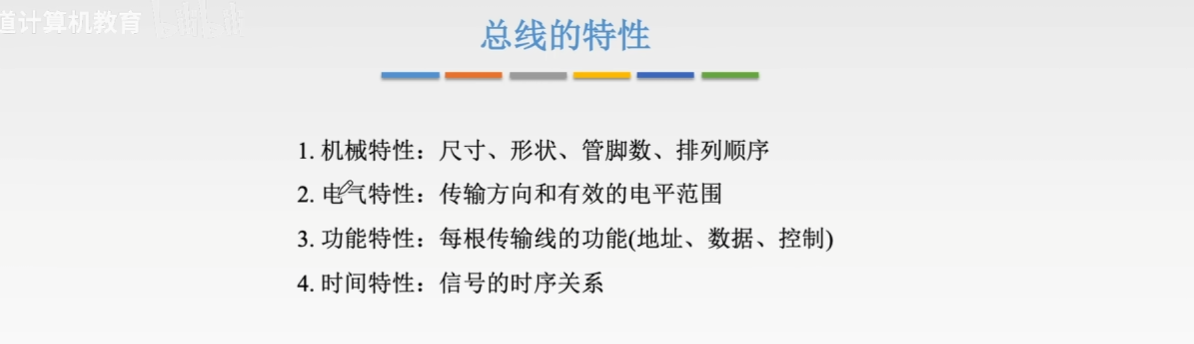 道计算机教育
总线的特性
1. 机械特性：尺寸、形状、管脚数、排列顺序
2. 电气特性：传输方向和有效的电平范围
3. 功能特性：每根传输线的功能(地址、数据、控制)
4. 时间特性：信号的时序关系